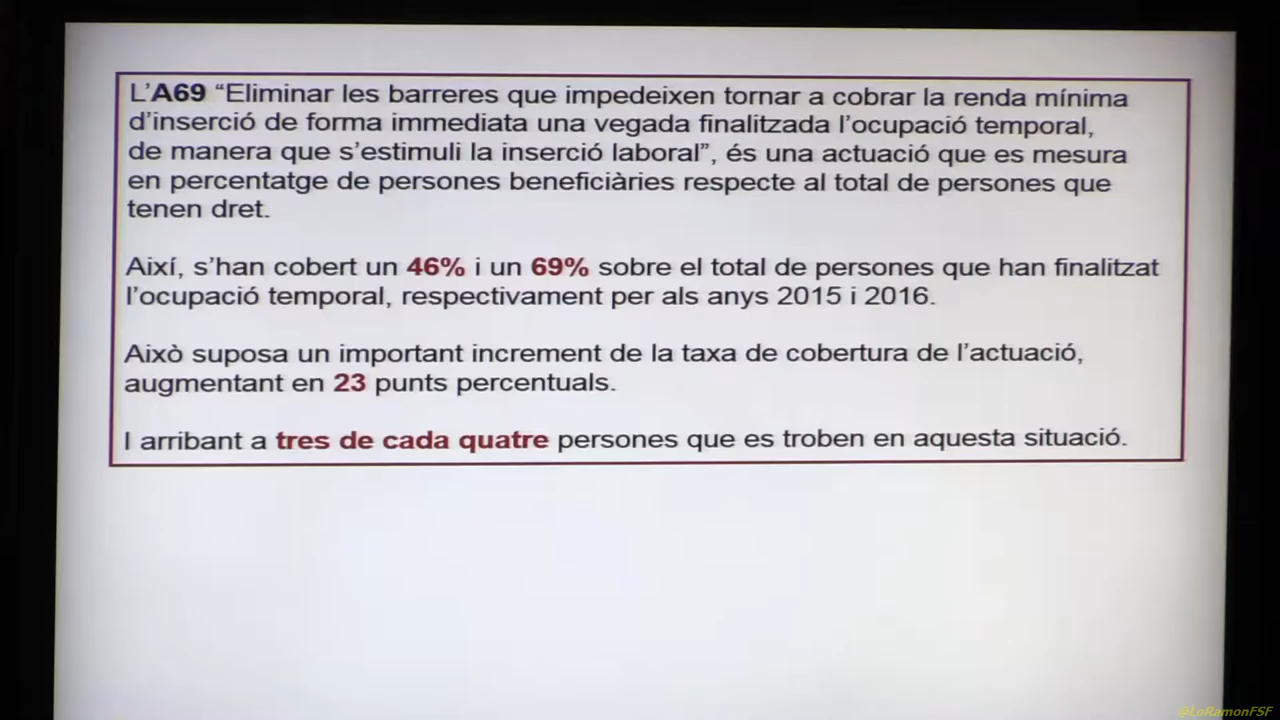 L'A69 “Eliminar les barreres que impedeixen tornar a cobrar la renda mínima
d'inserció de forma immediata una vegada finalitzada l'ocupació temporal,
de manera que s'estimuli la inserció laboral”, és una actuació que es mesura
en percentatge de persones beneficiàries respecte al total de persones que
tenen dret.
Així, s'han cobert un 46% i un 69% sobre el total de persones que han finalitzat
l'ocupació temporal, respectivament per als anys 2015 i 2016.
Això suposa un important increment de la taxa de cobertura de l'actuació,
augmentant en 23 punts percentuals.
I arribant a tres de cada quatre persones que es troben en aquesta situació.
@LoRamonFSF